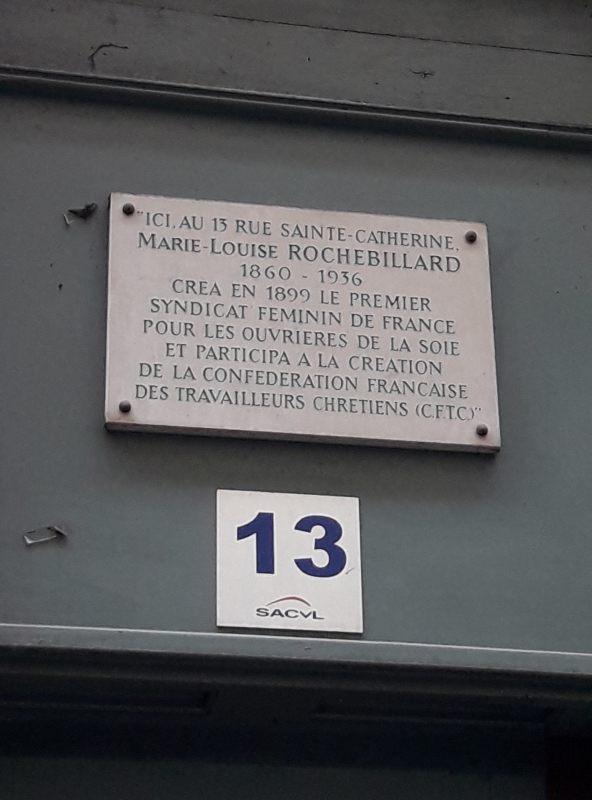 "ICI, AU 13 RUE SAINTE-CATHERINE,
MARIE-LOUISE ROCHEBILLARD
1860 - 1936
CREA EN 1899 LE PREMIER
SYNDICAT FEMININ DE FRANCE
POUR LES OUVRIERES DE LA SOIE
ET PARTICIPA A LA CREATION
DE LA CONFEDERATION FRANCAISE
DES TRAVAILLEURS CHRETIENS (C.F.T.C.)"
13
SACVL